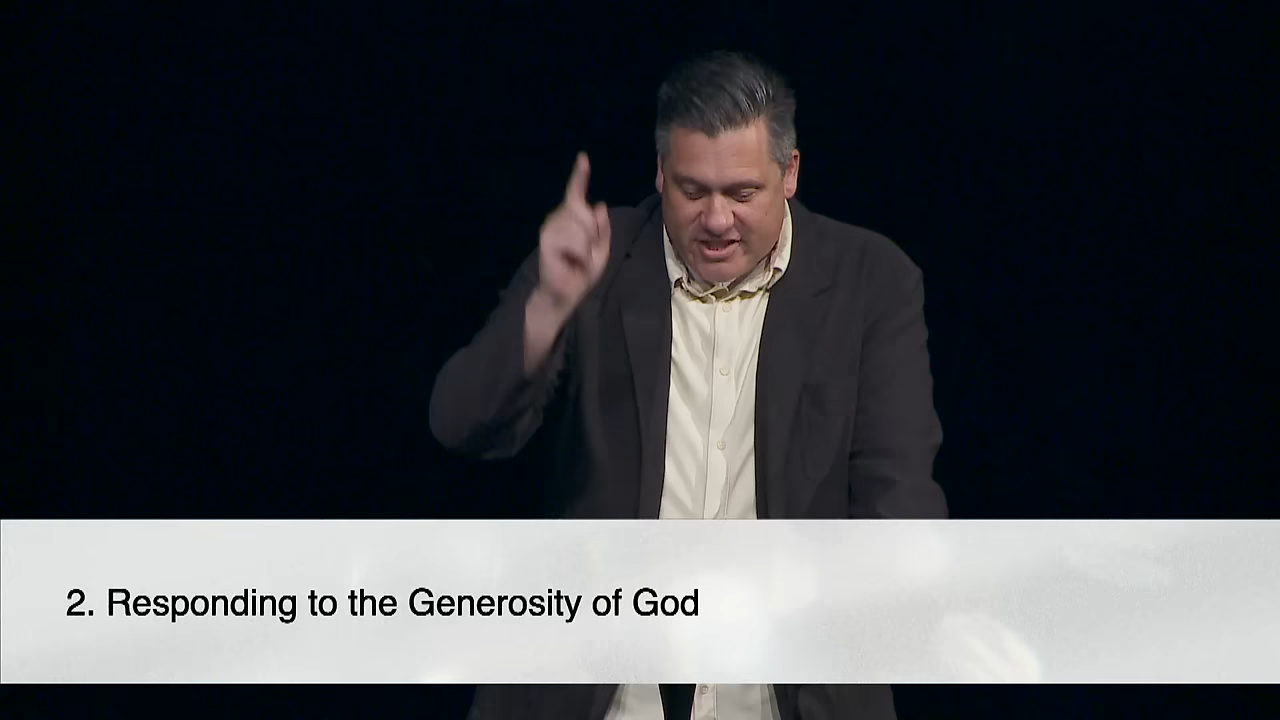 2. Responding to the Generosity of God